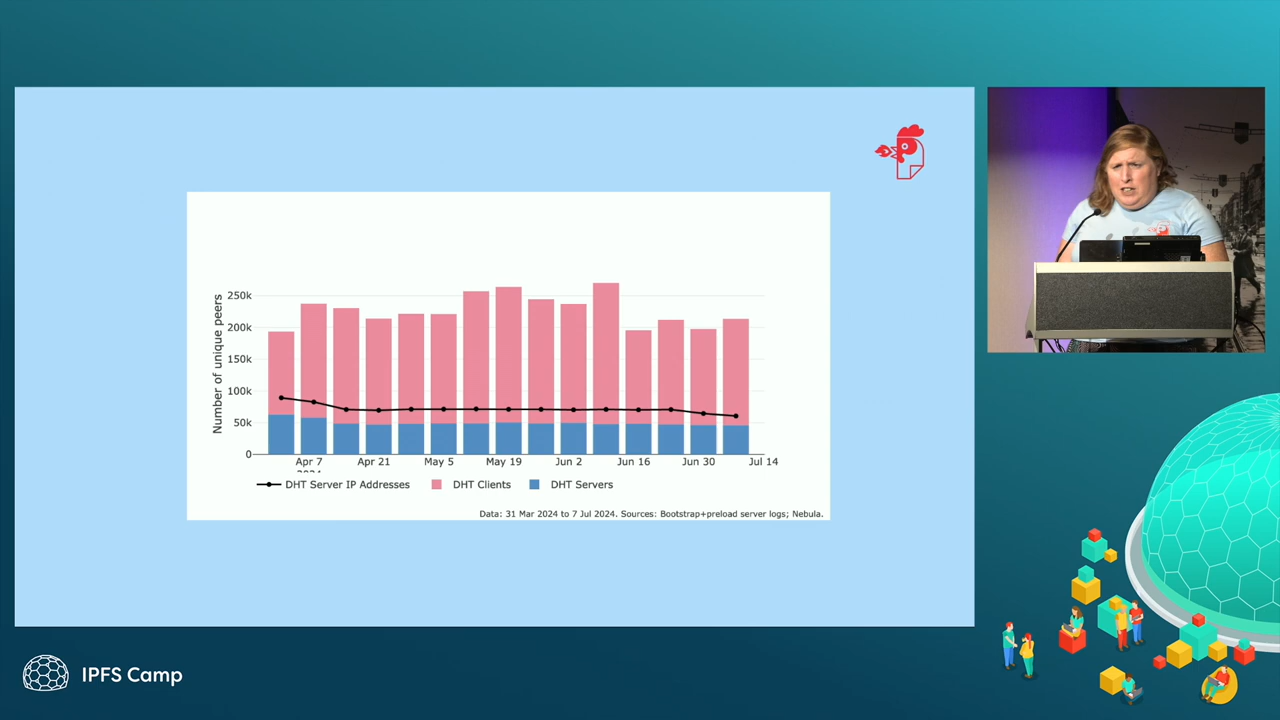 250k
200k
150k
100k
50k
0
Number of unique peers
Apr 7
Apr 21
May 5
May 19
Jun 2
Jun 16
Jun 30
Jul 14
DHT Server IP Addresses
DHT Clients
DHT Servers
Data: 31 Mar 2024 to 7 Jul 2024. Sources: Bootstrap+preload server logs; Nebula.
IPFS Camp